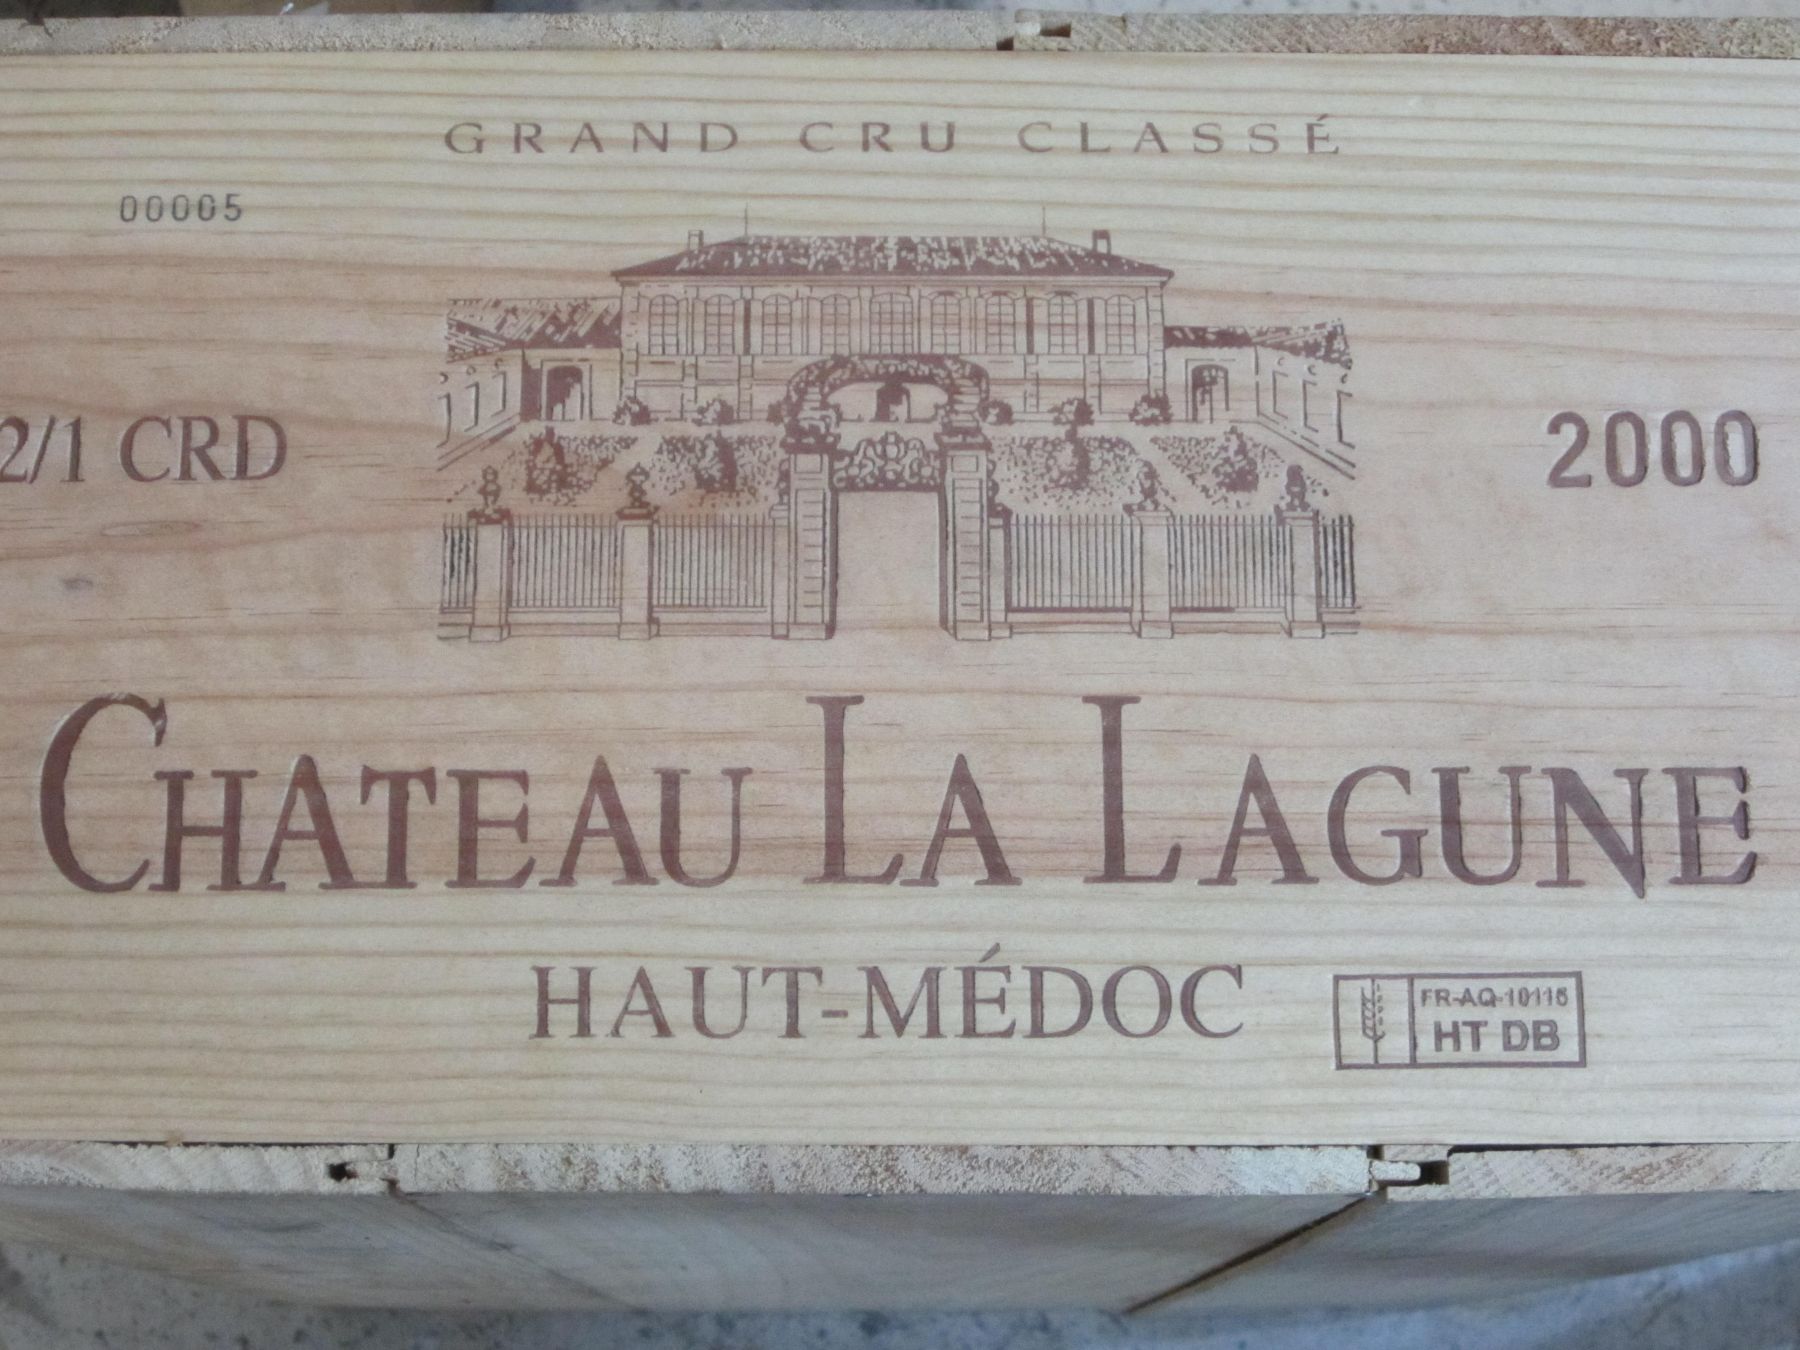 GRAND CRU CLASSÉ
00005
2/1 CRD
2000
CHATEAU LA LAGUNE
HAUT-MÉDOC
FR-AQ-10115
HT DB